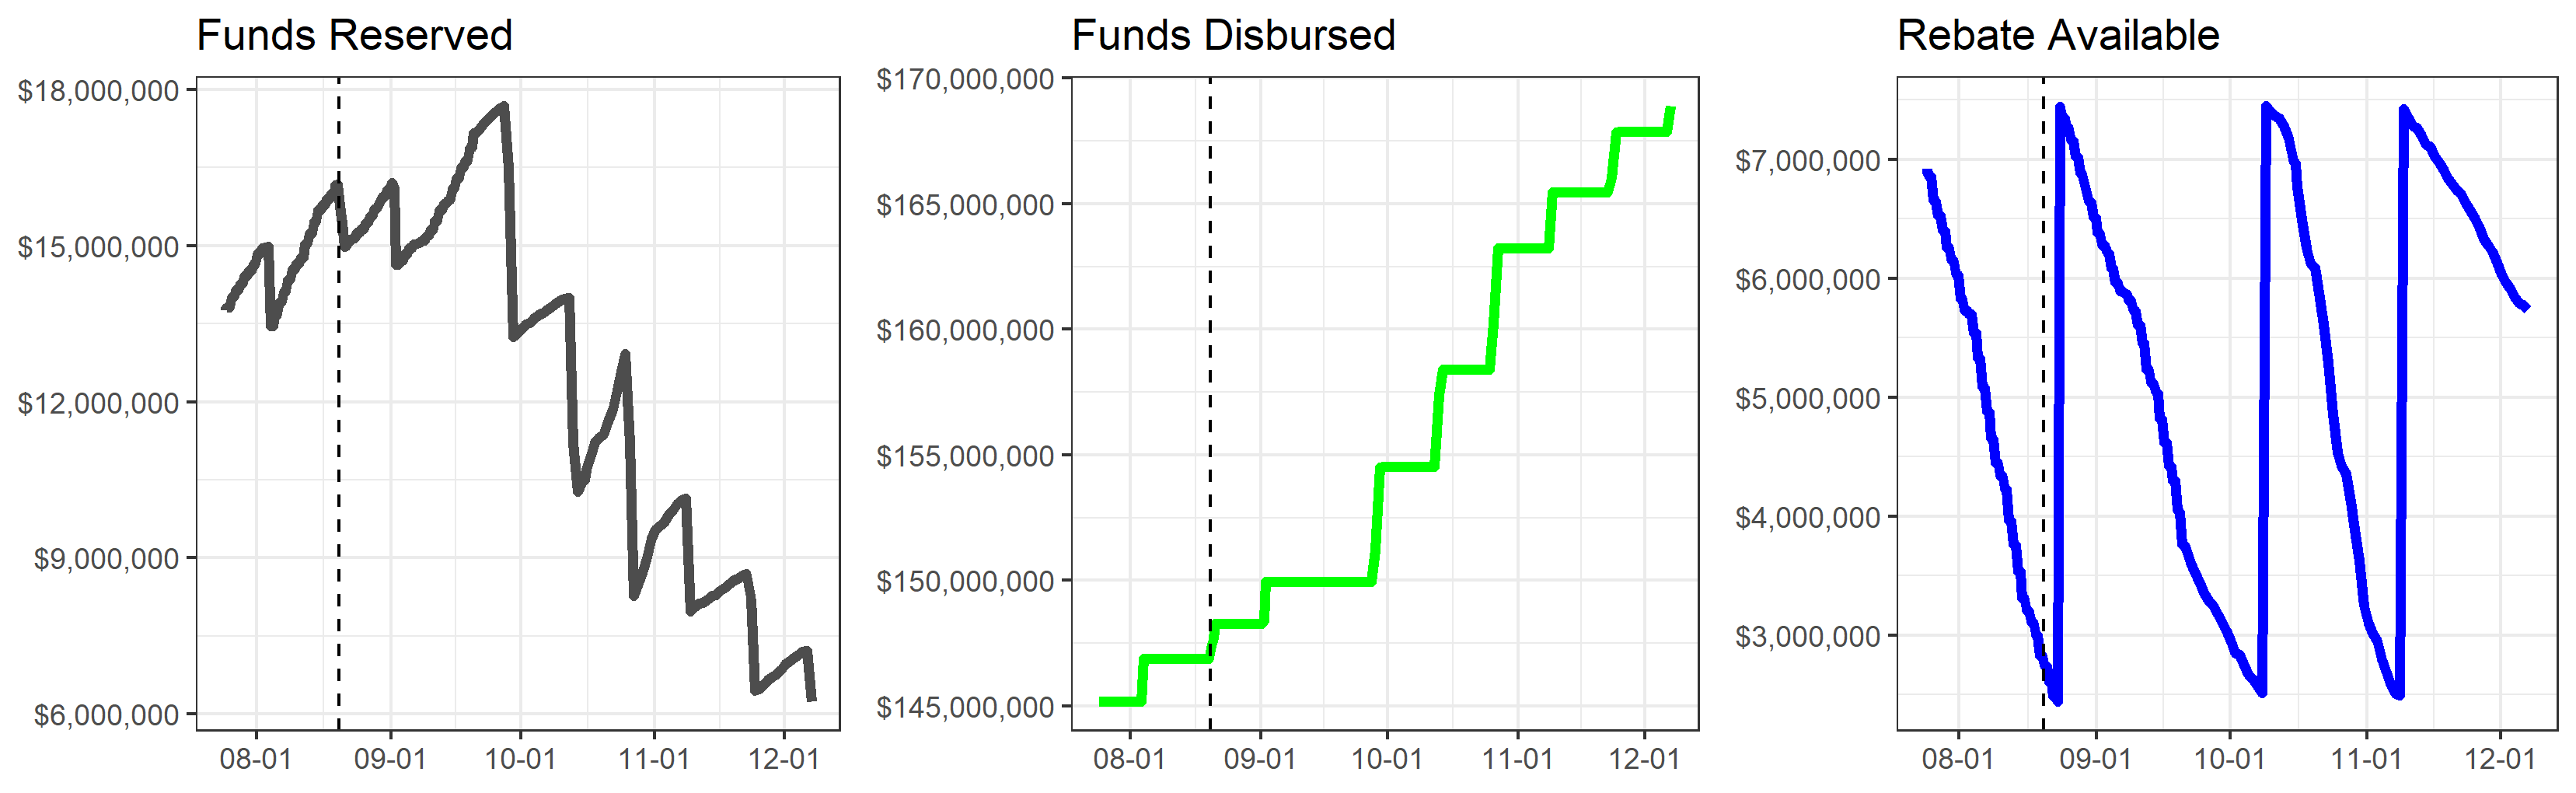 Funds Reserved
$18,000,000
$15,000,000
$12,000,000
$9,000,000
$6,000,000
08-01 09-01 10-01 11-01 12-01
Funds Disbursed
$170,000,000
$165,000,000
$160,000,000
$155,000,000
$150,000,000
$145,000,000
08-01 09-01 10-01 11-01 12-01
Rebate Available
$7,000,000
$6,000,000
$5,000,000
$4,000,000
$3,000,000
08-01 09-01 10-01 11-01 12-01